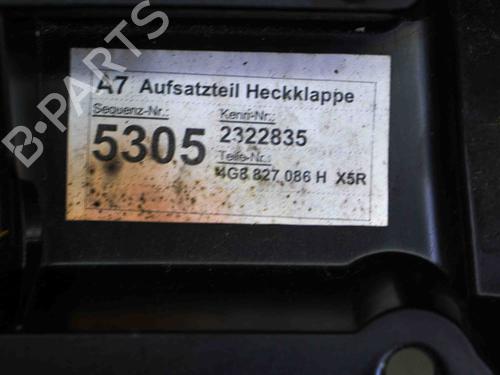 B-PARTS
A7 Aufsatzteil Heckklappe
Sequenz-Nr.: Kenn-Nr.:
5305 2322835
Teile-Nr.:
4G8 827 086 H X5R